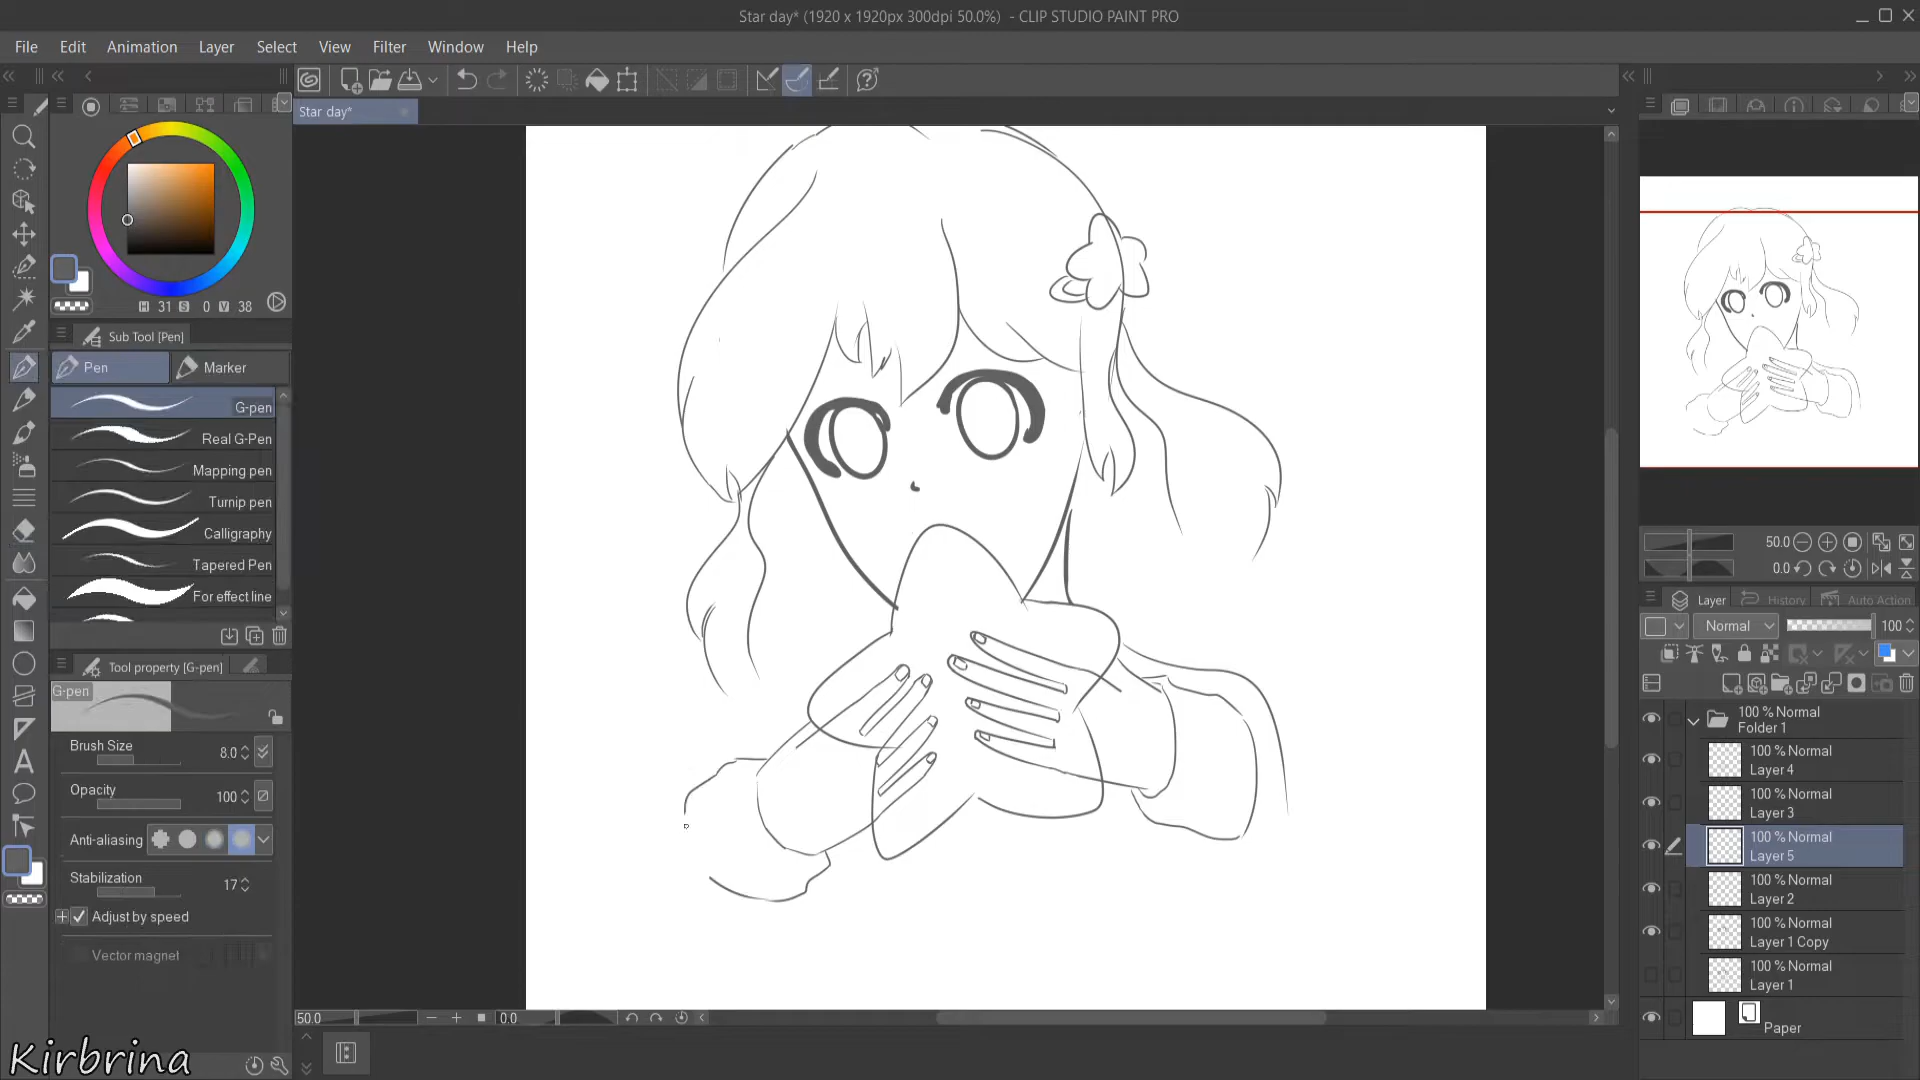 Star day* (1920 x 1920px 300dpi 50.0%) - CLIP STUDIO PAINT PRO
File Edit Animation Layer Select View Filter Window Help
Star day*
H 31 S 0 V 38
Sub Tool [Pen]
Pen Marker
G-pen
Real G-Pen
Mapping pen
Turnip pen
Calligraphy
Tapered Pen
For effect line
Tool property [G-pen]
G-pen
Brush Size 8.0
Opacity 100
Anti-aliasing
Stabilization 17
Adjust by speed
Vector magnet
Kirbrina
50.0 0.0
50.0
0.0
Layer History Auto Action
Normal 100
100 % Normal
Folder 1
100 % Normal
Layer 4
100 % Normal
Layer 3
100 % Normal
Layer 5
100 % Normal
Layer 2
100 % Normal
Layer 1 Copy
100 % Normal
Layer 1
Paper